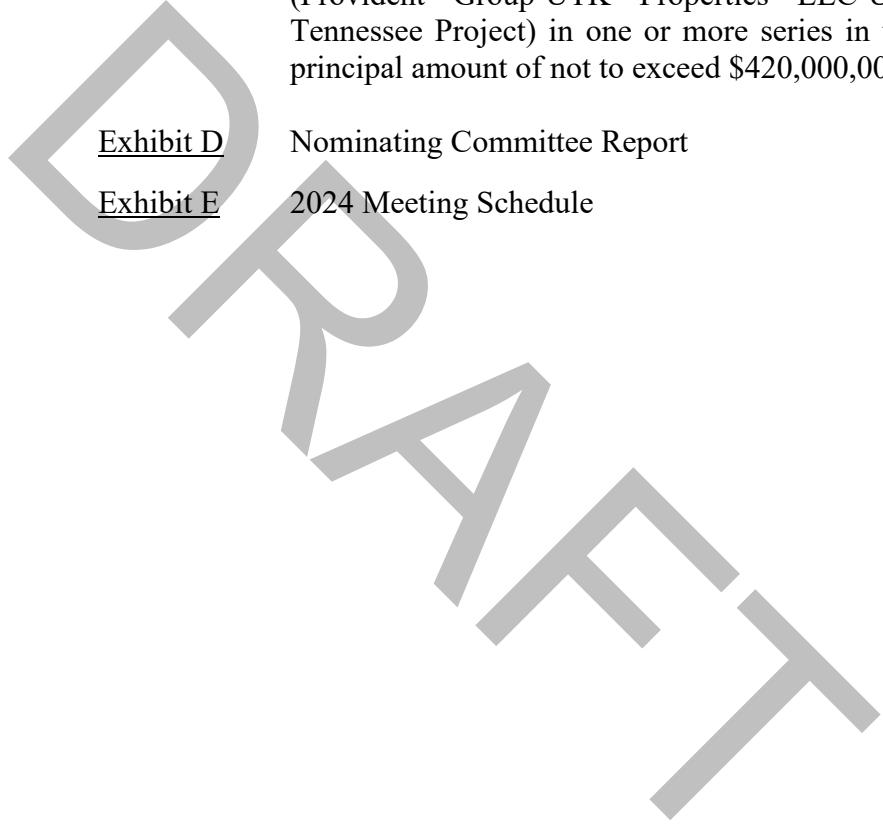 (Provident Group-UTK Properties LLC-U
Tennessee Project) in one or more series in
principal amount of not to exceed $420,000,00
Exhibit D Nominating Committee Report
Exhibit E 2024 Meeting Schedule
DRAFT